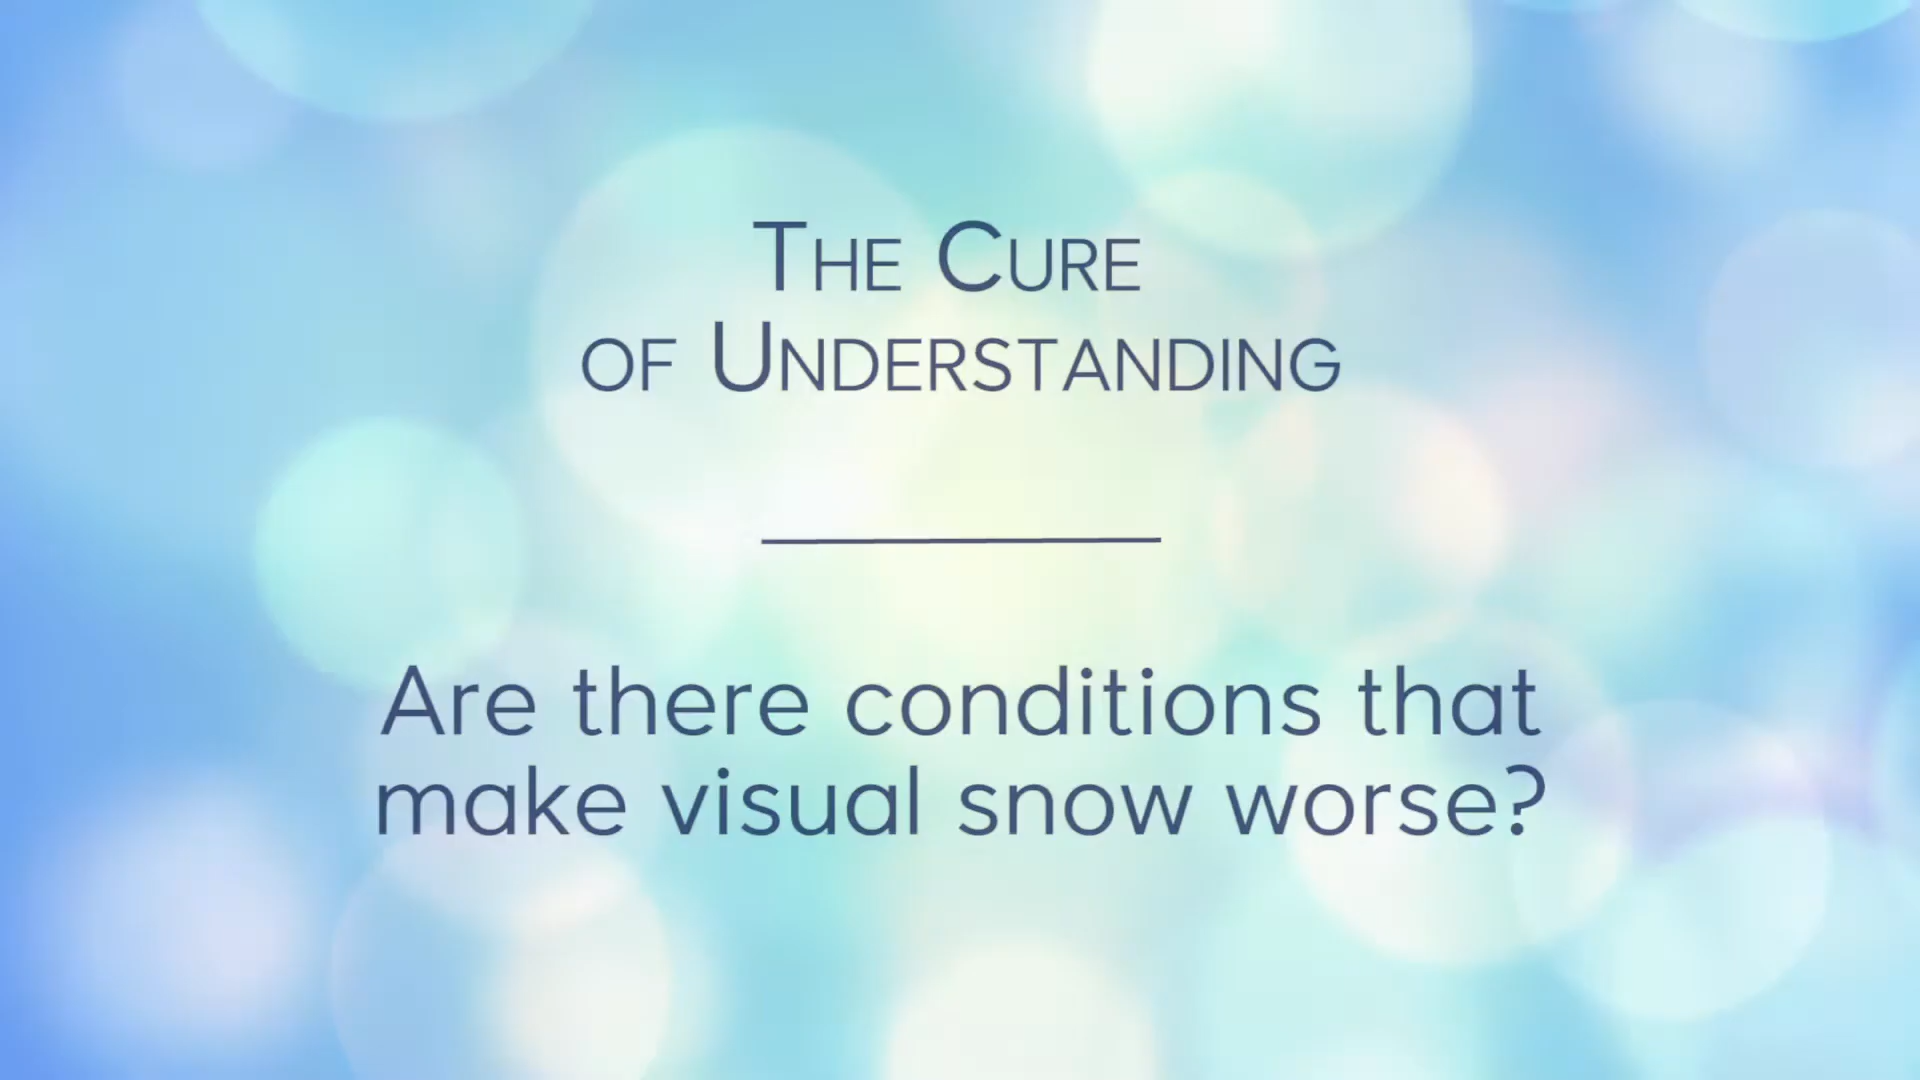 The Cure
of Understanding
Are there conditions that
make visual snow worse?